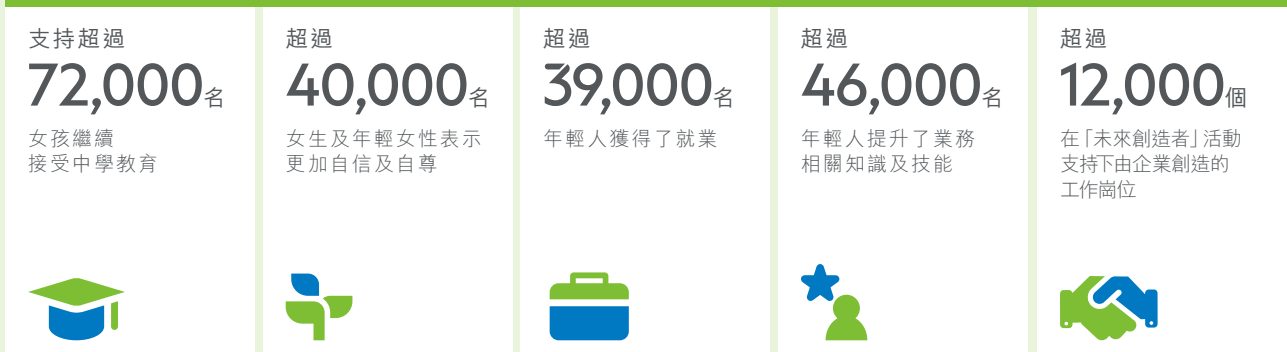 支持超過
72,000名
女孩繼續
接受中學教育
超過
40,000名
女生及年輕女性表示
更加自信及自尊
超過
39,000名
年輕人獲得了就業
超過
46,000名
年輕人提升了業務
相關知識及技能
超過
12,000個
在「未來創造者」活動
支持下由企業創造的
工作崗位